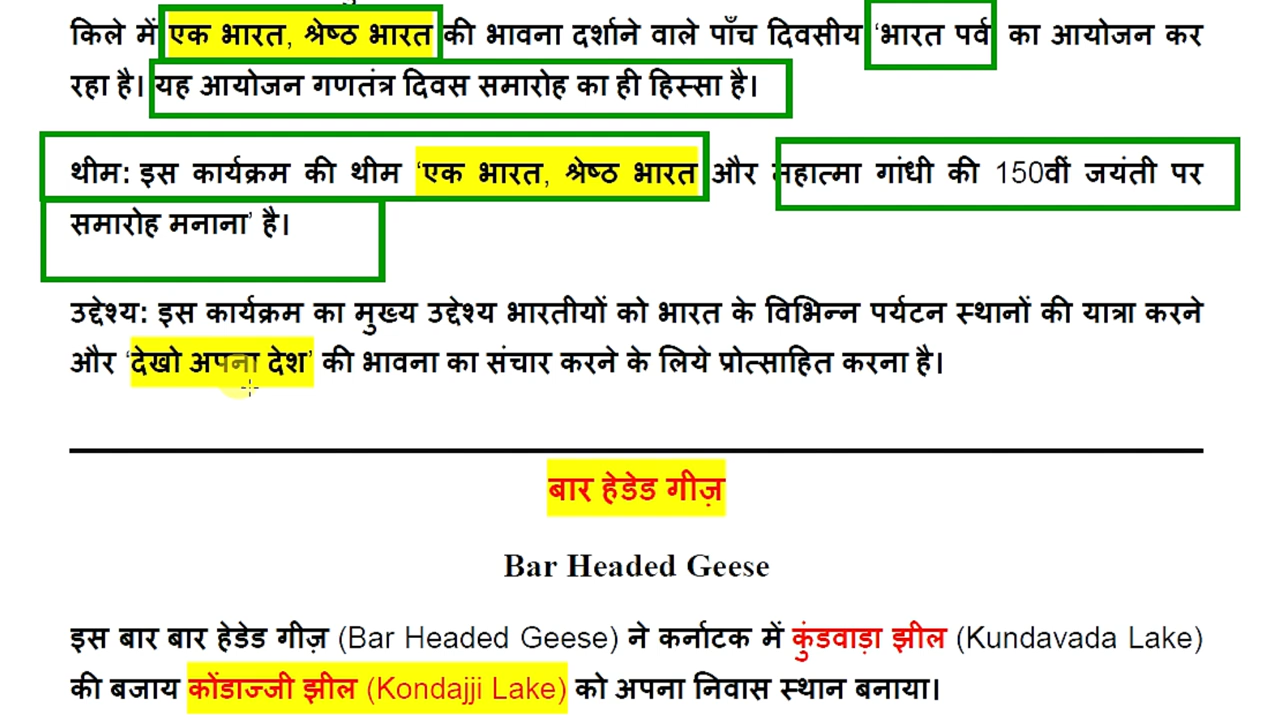 किले में एक भारत, श्रेष्ठ भारत की भावना दर्शाने वाले पाँच दिवसीय ‘भारत पर्व का आयोजन कर
रहा है। यह आयोजन गणतंत्र दिवस समारोह का ही हिस्सा है।
थीम: इस कार्यक्रम की थीम ‘एक भारत, श्रेष्ठ भारत और महात्मा गांधी की 150वीं जयंती पर
समारोह मनाना’ है।
उद्देश्य: इस कार्यक्रम का मुख्य उद्देश्य भारतीयों को भारत के विभिन्न पर्यटन स्थानों की यात्रा करने
और ‘देखो अपना देश’ की भावना का संचार करने के लिये प्रोत्साहित करना है।
बार हेडेड गीज़
Bar Headed Geese
इस बार बार हेडेड गीज़ (Bar Headed Geese) ने कर्नाटक में कुंडवाड़ा झील (Kundavada Lake)
की बजाय कोंडाज्जी झील (Kondajji Lake) को अपना निवास स्थान बनाया।